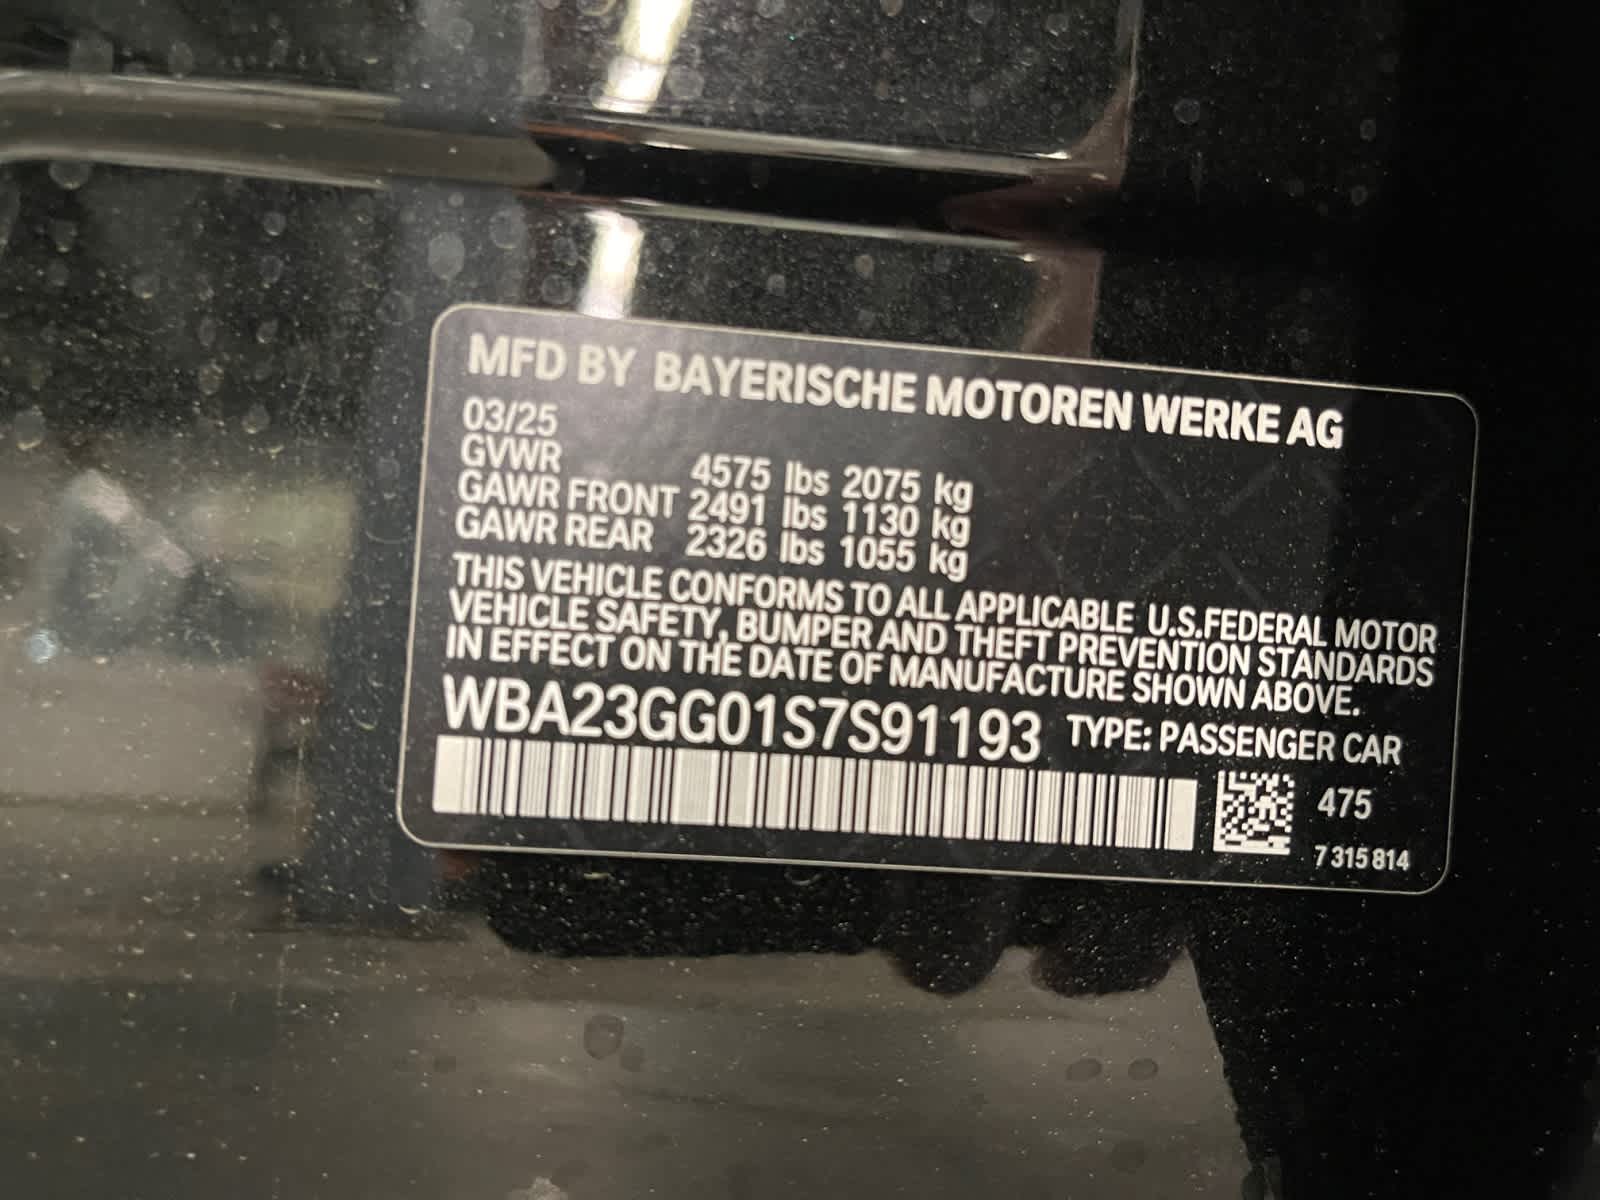 MFD BY BAYERISCHE MOTOREN WERKE AG
03/25
GVWR 4575 lbs 2075 kg
GAWR FRONT 2491 lbs 1130 kg
GAWR REAR 2326 lbs 1055 kg
THIS VEHICLE CONFORMS TO ALL APPLICABLE U.S.FEDERAL MOTOR
VEHICLE SAFETY, BUMPER AND THEFT PREVENTION STANDARDS
IN EFFECT ON THE DATE OF MANUFACTURE SHOWN ABOVE.
WBA23GG01S7S91193 TYPE: PASSENGER CAR
475
7 315 814